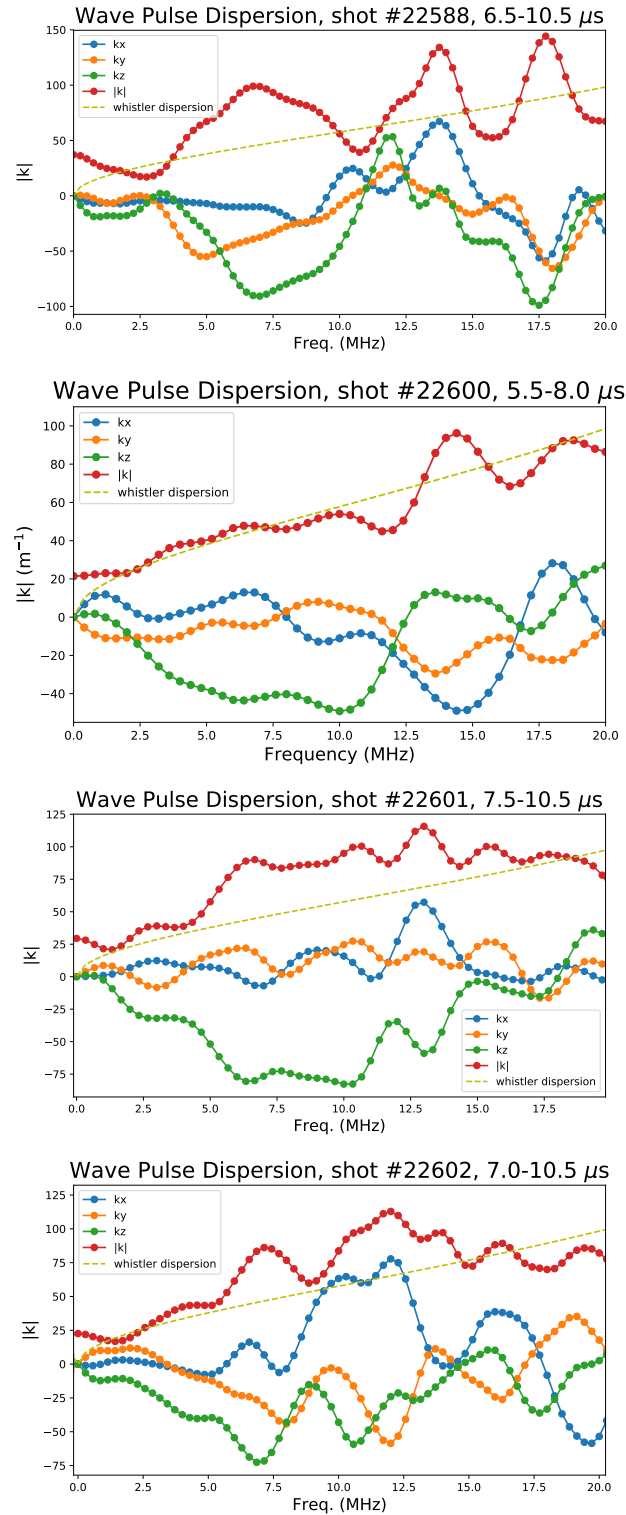 Wave Pulse Dispersion, shot #22588, 6.5-10.5 μs
150
100
50
0
−50
−100
|k|
kx
ky
kz
|k|
whistler dispersion
0.0 2.5 5.0 7.5 10.0 12.5 15.0 17.5 20.0
Freq. (MHz)
Wave Pulse Dispersion, shot #22600, 5.5-8.0 μs
100
80
60
40
20
0
−20
−40
|k| (m⁻¹)
kx
ky
kz
|k|
whistler dispersion
0.0 2.5 5.0 7.5 10.0 12.5 15.0 17.5 20.0
Frequency (MHz)
Wave Pulse Dispersion, shot #22601, 7.5-10.5 μs
125
100
75
50
25
0
−25
−50
−75
|k|
kx
ky
kz
|k|
whistler dispersion
0.0 2.5 5.0 7.5 10.0 12.5 15.0 17.5
Freq. (MHz)
Wave Pulse Dispersion, shot #22602, 7.0-10.5 μs
125
100
75
50
25
0
−25
−50
−75
|k|
kx
ky
kz
|k|
whistler dispersion
0.0 2.5 5.0 7.5 10.0 12.5 15.0 17.5 20.0
Freq. (MHz)